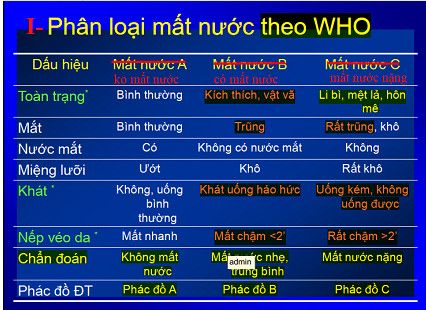 I- Phân loại mất nước theo WHO
Dấu hiệu Mất nước A Mất nước B Mất nước C
ko mất nước có mất nước mất nước nặng
Toàn trạng* Bình thường Kích thích, vật vã Li bì, mệt lả, hôn
mê
Mắt Bình thường Trũng Rất trũng, khô
Nước mắt Có Không có nước mắt Không
Miệng lưỡi Ướt Khô Rất khô
Khát * Không, uống Khát uống háo hức Uống kém, không
bình uống được
thường
Nếp véo da * Mất nhanh Mất chậm <2' Rất chậm >2'
Chẩn đoán Không mất Mất nước nhẹ, Mất nước nặng
admin
nước trung bình
Phác đồ ĐT Phác đồ A Phác đồ B Phác đồ C